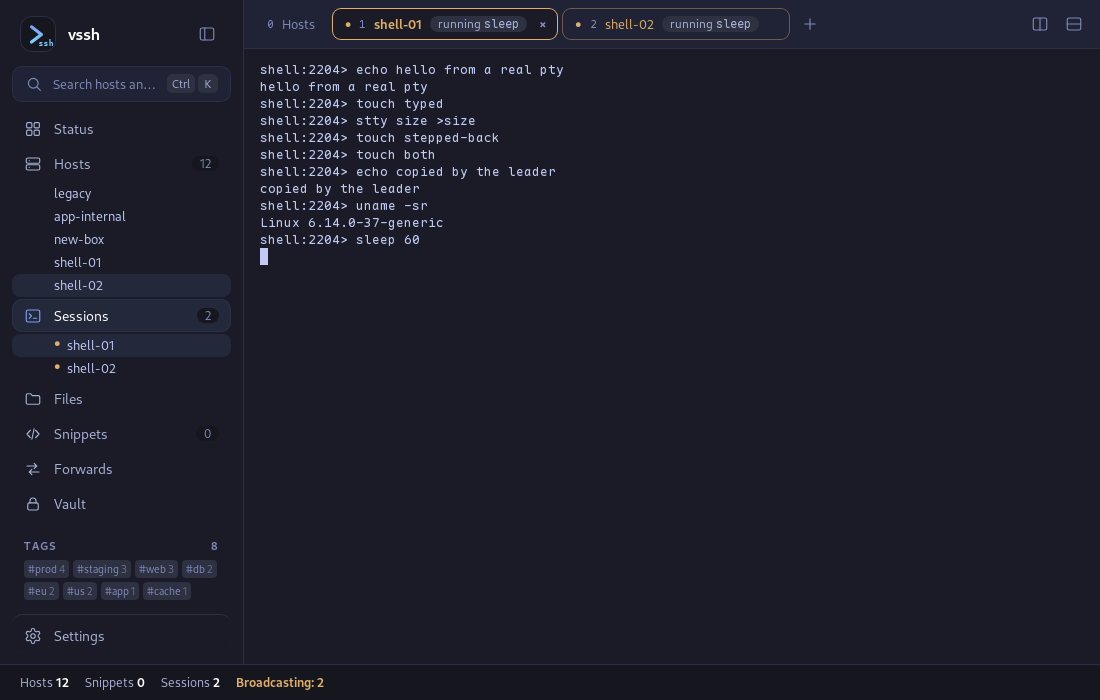 ssh
vssh
Search hosts an… Ctrl K
Status
Hosts 12
legacy
app-internal
new-box
shell-01
shell-02
Sessions 2
shell-01
shell-02
Files
Snippets 0
Forwards
Vault
TAGS 8
#prod 4 #staging 3 #web 3 #db 2
#eu 2 #us 2 #app 1 #cache 1
Settings
0 Hosts 1 shell-01 running sleep × 2 shell-02 running sleep
shell:2204> echo hello from a real pty
hello from a real pty
shell:2204> touch typed
shell:2204> stty size >size
shell:2204> touch stepped-back
shell:2204> touch both
shell:2204> echo copied by the leader
copied by the leader
shell:2204> uname -sr
Linux 6.14.0-37-generic
shell:2204> sleep 60
Hosts 12 Snippets 0 Sessions 2 Broadcasting: 2